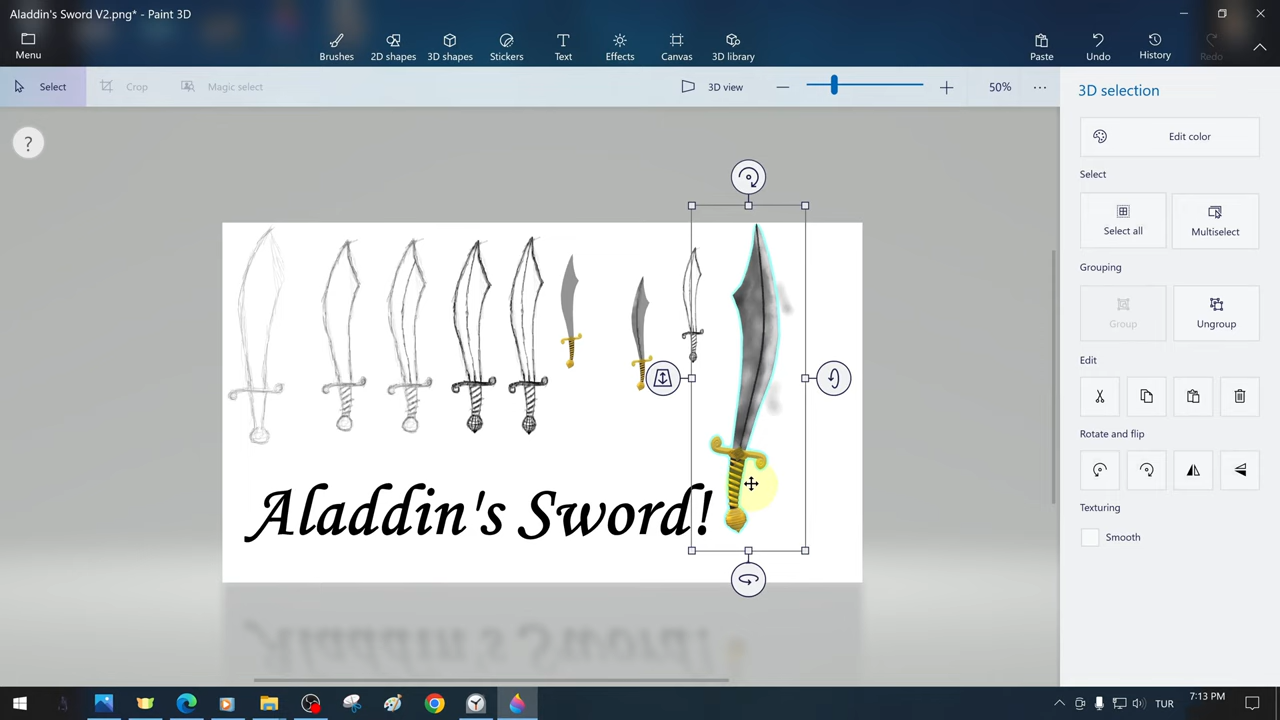 Aladdin's Sword V2.png* - Paint 3D
Menu
Brushes
2D shapes
3D shapes
Stickers
Text
Effects
Canvas
3D library
Paste
Undo
History
Redo
Select
Crop
Magic select
3D view
50%
?
3D selection
Edit color
Select
Select all
Multiselect
Grouping
Group
Ungroup
Edit
Rotate and flip
Texturing
Smooth
Aladdin's Sword!
TUR
7:13 PM